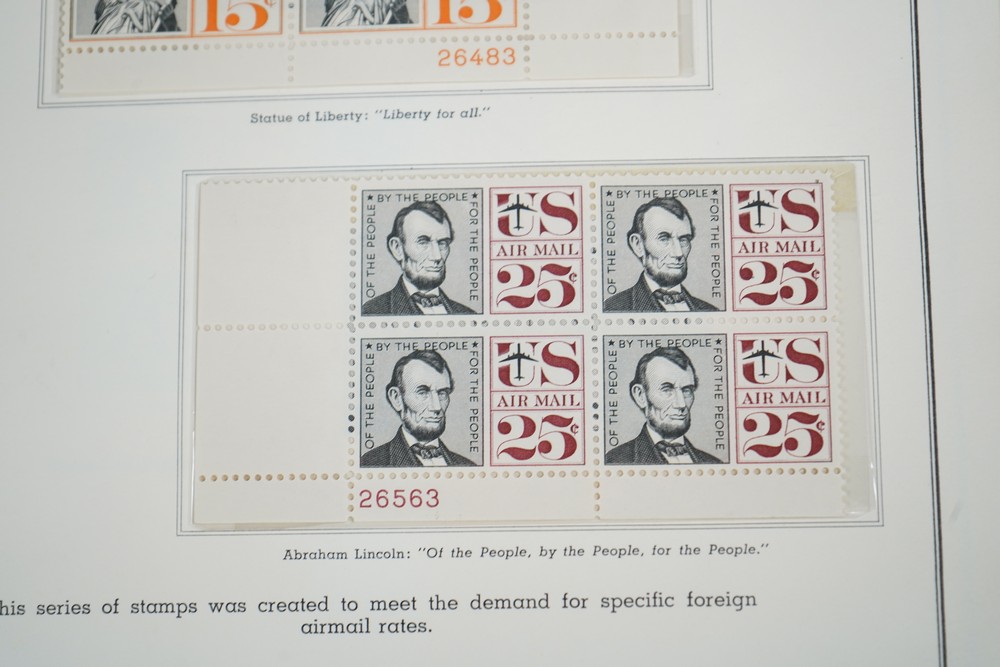 15¢ 15¢
26483
Statue of Liberty: "Liberty for all."
OF THE PEOPLE ★ BY THE PEOPLE ★ FOR THE PEOPLE
US
AIR MAIL
25¢
OF THE PEOPLE ★ BY THE PEOPLE ★ FOR THE PEOPLE
US
AIR MAIL
25¢
OF THE PEOPLE ★ BY THE PEOPLE ★ FOR THE PEOPLE
US
AIR MAIL
25¢
OF THE PEOPLE ★ BY THE PEOPLE ★ FOR THE PEOPLE
US
AIR MAIL
25¢
26563
Abraham Lincoln: "Of the People, by the People, for the People."
his series of stamps was created to meet the demand for specific foreign
airmail rates.